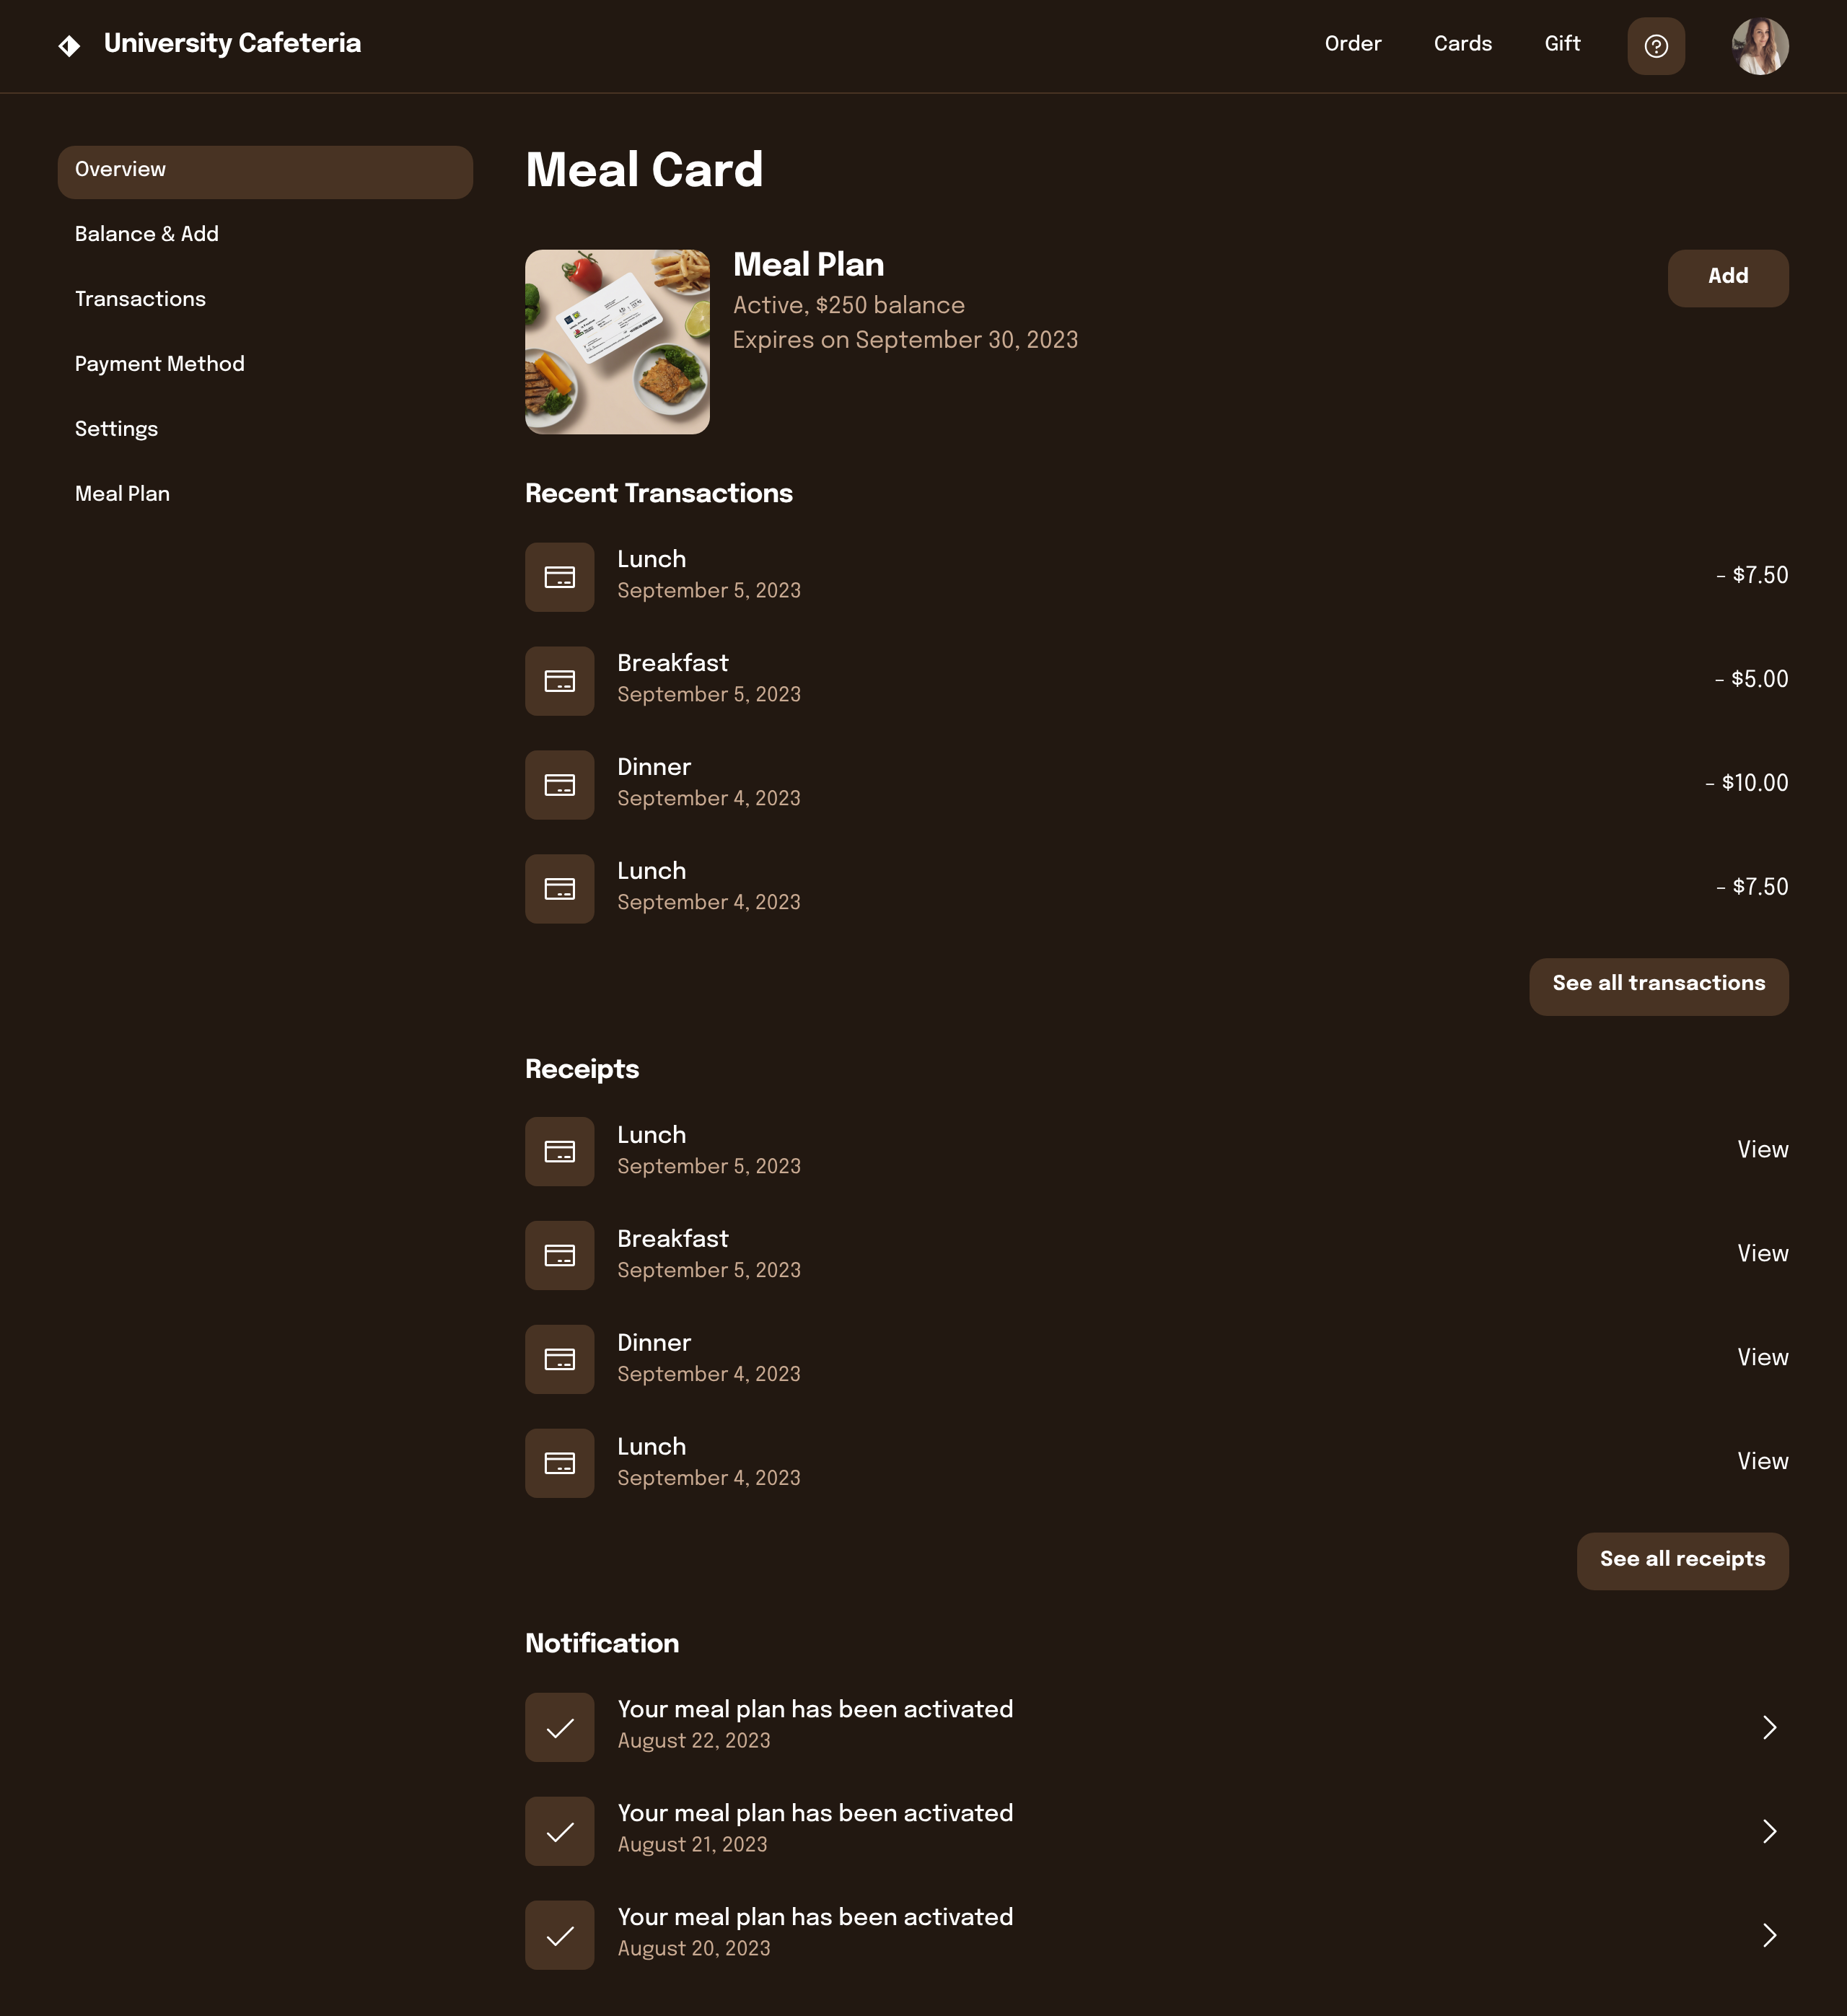 University Cafeteria
Order
Cards
Gift
Overview
Balance & Add
Transactions
Payment Method
Settings
Meal Plan
Meal Card
Meal Plan
Active, $250 balance
Expires on September 30, 2023
Add
Recent Transactions
Lunch
September 5, 2023
- $7.50
Breakfast
September 5, 2023
- $5.00
Dinner
September 4, 2023
- $10.00
Lunch
September 4, 2023
- $7.50
See all transactions
Receipts
Lunch
September 5, 2023
View
Breakfast
September 5, 2023
View
Dinner
September 4, 2023
View
Lunch
September 4, 2023
View
See all receipts
Notification
Your meal plan has been activated
August 22, 2023
Your meal plan has been activated
August 21, 2023
Your meal plan has been activated
August 20, 2023